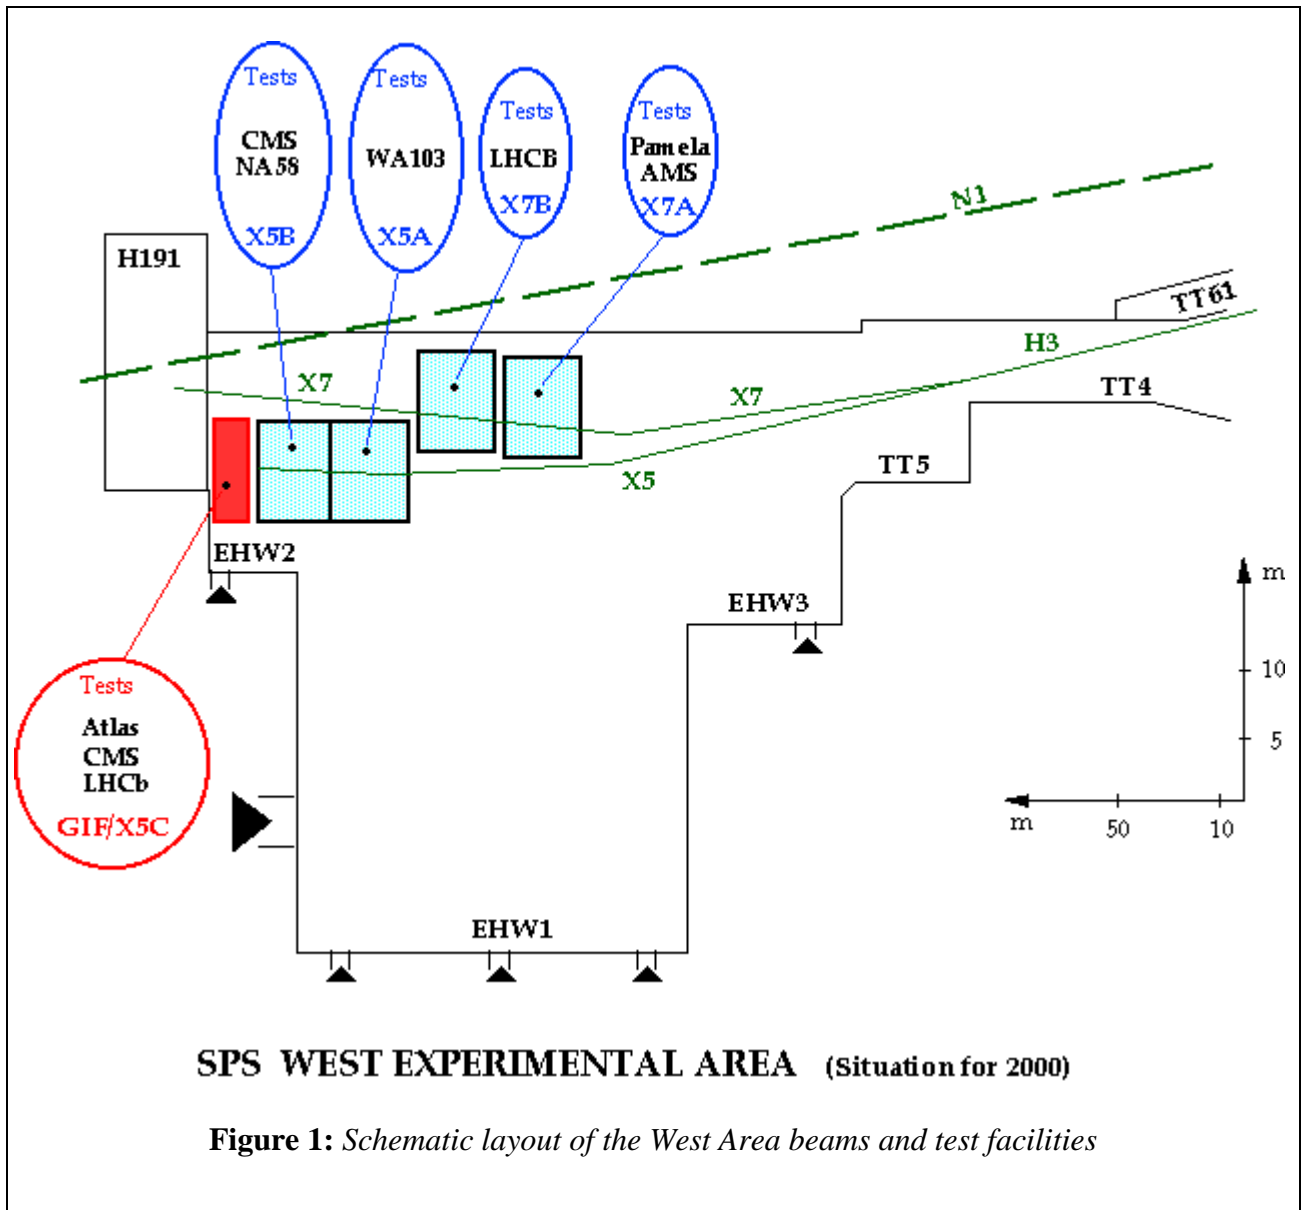 Tests
CMS
NA58
X5B
Tests
WA103
X5A
Tests
LHCB
X7B
Tests
Pamela
AMS
X7A
N1
H191
TT61
H3
X7
X7
TT4
TT5
X5
EHW2
EHW3
m
10
5
m
50
10
Tests
Atlas
CMS
LHCb
GIF/X5C
EHW1
SPS WEST EXPERIMENTAL AREA (Situation for 2000)
Figure 1: Schematic layout of the West Area beams and test facilities